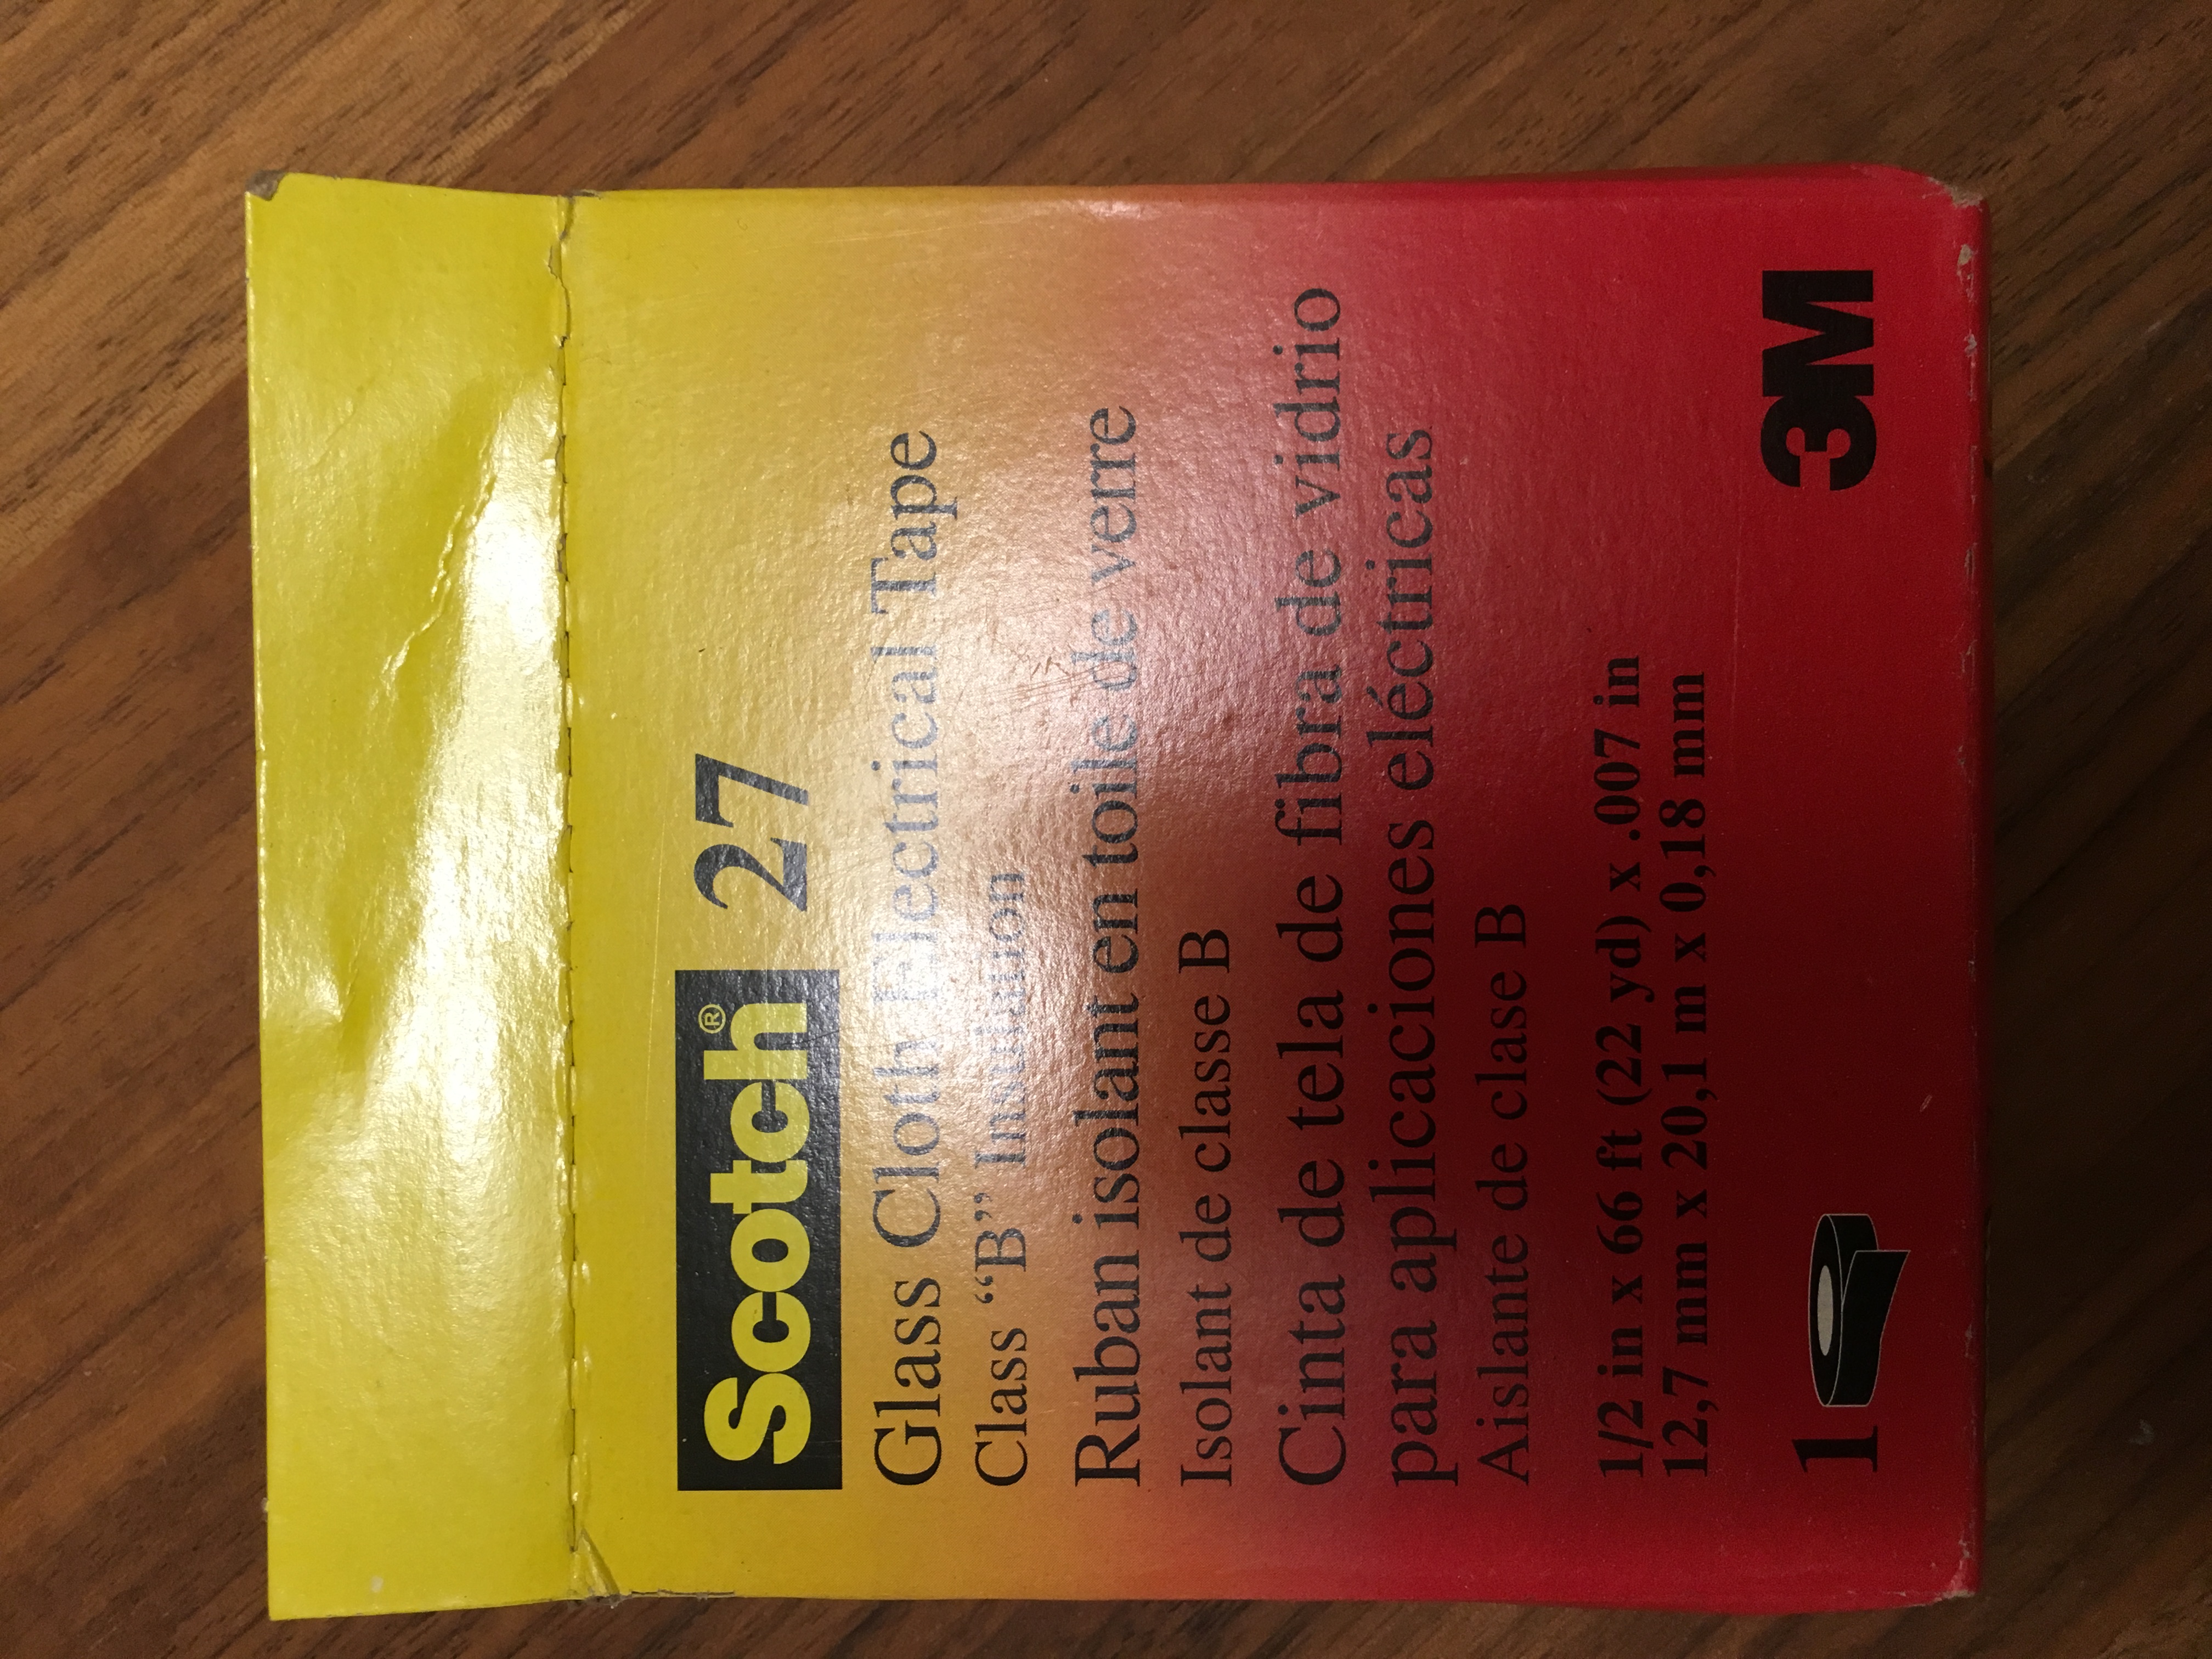 Scotch® 27
Glass Cloth Electrical Tape
Class “B” Insulation
Ruban isolant en toile de verre
Isolant de classe B
Cinta de tela de fibra de vidrio
para aplicaciones eléctricas
Aislante de clase B
1/2 in x 66 ft (22 yd) x .007 in
12,7 mm x 20,1 m x 0,18 mm
1 3M